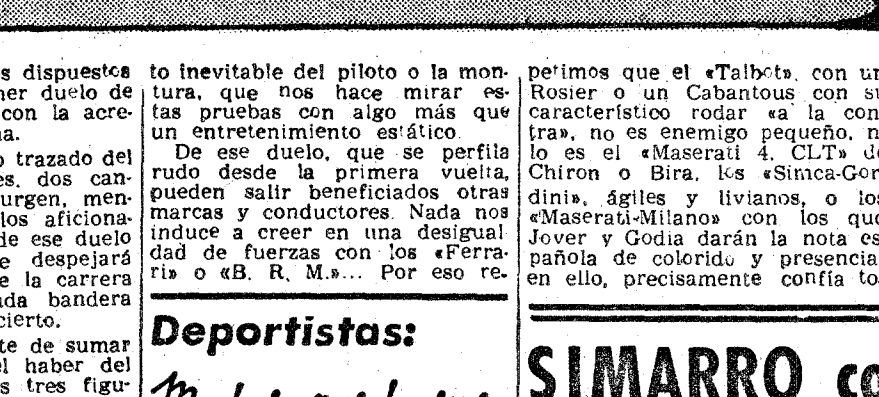 s dispuestos
ner duelo de
con la acre-
na.
o trazado del
es. dos can-
urgen, men-
los aficiona-
de ese duelo
e despejará
e la carrera
ada bandera
cierto.
te de sumar
el haber del
s tres figu-
to inevitable del piloto o la mon-
tura, que nos hace mirar es-
tas pruebas con algo más que
un entretenimiento estático.
De ese duelo, que se perfila
rudo desde la primera vuelta,
pueden salir beneficiados otras
marcas y conductores. Nada nos
induce a creer en una desigual
dad de fuerzas con los «Ferra-
ri» o «B. R. M.»... Por eso re-
Deportistas:
petimos que el «Talbot». con un
Rosier o un Cabantous con su
característico rodar «a la con
tra», no es enemigo pequeño, n
lo es el «Maserati 4. CLT» de
Chiron o Bira, los «Simca-Gor
dini», ágiles y livianos, o los
«Maserati-Milano» con los que
Jover y Godia darán la nota es
pañola de colorido y presencia
en ello, precisamente confía to
SIMARRO co